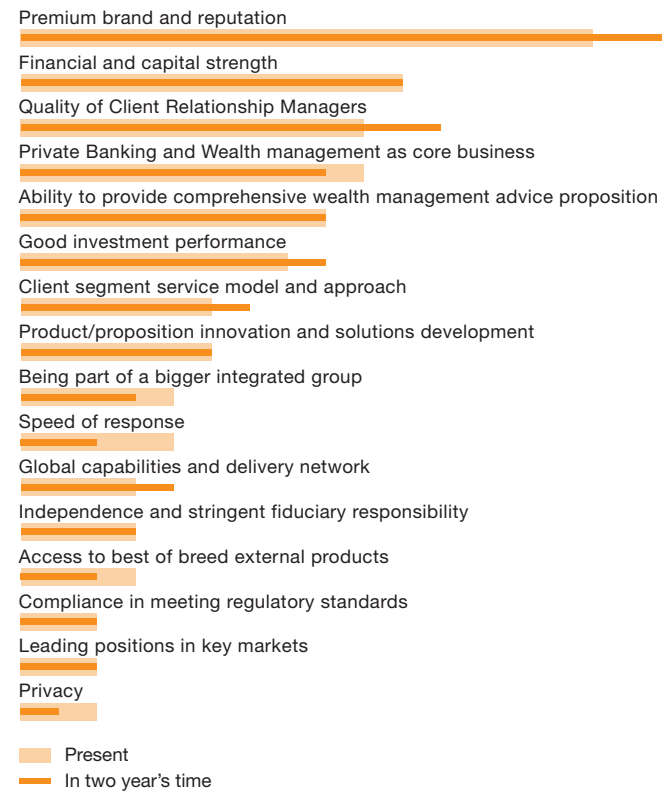 Premium brand and reputation
Financial and capital strength
Quality of Client Relationship Managers
Private Banking and Wealth management as core business
Ability to provide comprehensive wealth management advice proposition
Good investment performance
Client segment service model and approach
Product/proposition innovation and solutions development
Being part of a bigger integrated group
Speed of response
Global capabilities and delivery network
Independence and stringent fiduciary responsibility
Access to best of breed external products
Compliance in meeting regulatory standards
Leading positions in key markets
Privacy
Present
In two year’s time